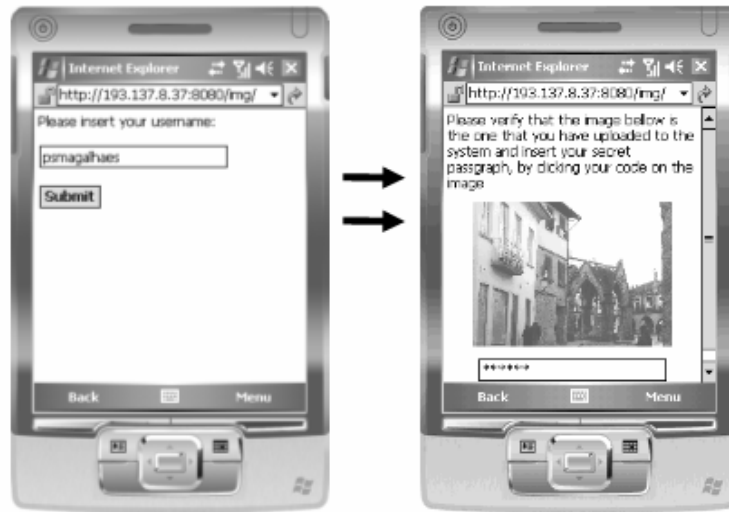 Internet Explorer
http://193.137.8.37:8080/img/
Please insert your username:
psmagalhaes
Submit
Back
Menu
Internet Explorer
http://193.137.8.37:8080/img/
Please verify that the image bellow is
the one that you have uploaded to the
system and insert your secret
passgraph, by clicking your code on the
image
******
Back
Menu